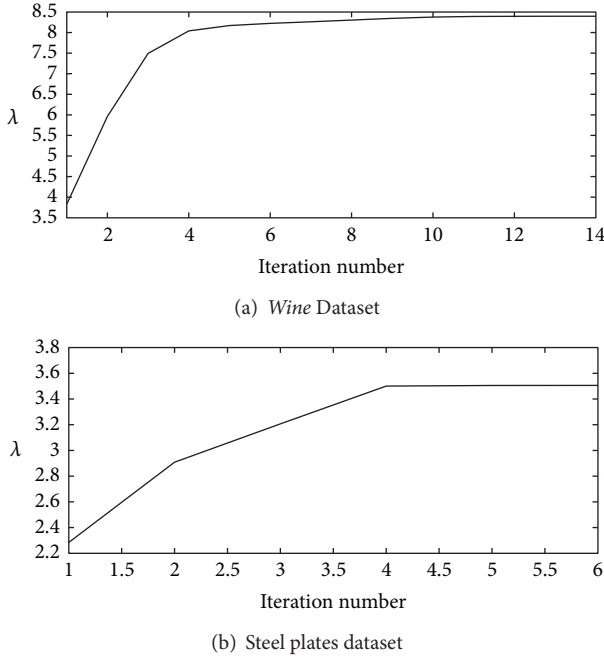 8.5
8
7.5
7
6.5
6
5.5
5
4.5
4
3.5
λ
2 4 6 8 10 12 14
Iteration number
(a) Wine Dataset
3.8
3.6
3.4
3.2
3
2.8
2.6
2.4
2.2
λ
1 1.5 2 2.5 3 3.5 4 4.5 5 5.5 6
Iteration number
(b) Steel plates dataset